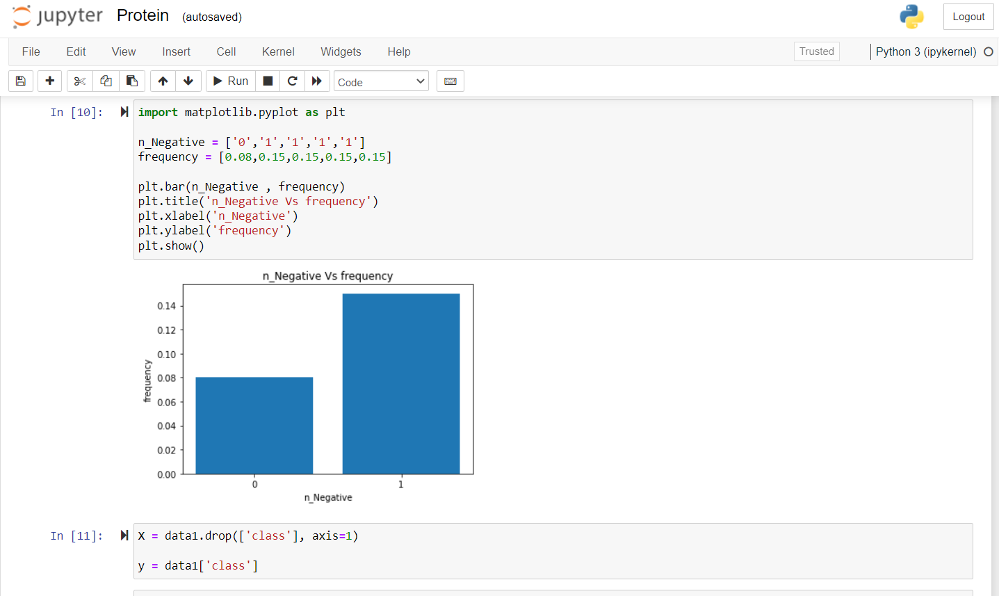 jupyter Protein (autosaved) Logout
File Edit View Insert Cell Kernel Widgets Help Trusted Python 3 (ipykernel)
Run Code
In [10]: import matplotlib.pyplot as plt
n_Negative = ['0','1','1','1','1']
frequency = [0.08,0.15,0.15,0.15,0.15]
plt.bar(n_Negative , frequency)
plt.title('n_Negative Vs frequency')
plt.xlabel('n_Negative')
plt.ylabel('frequency')
plt.show()
n_Negative Vs frequency
0.14
0.12
0.10
0.08
0.06
0.04
0.02
0.00
frequency
0 1
n_Negative
In [11]: X = data1.drop(['class'], axis=1)
y = data1['class']